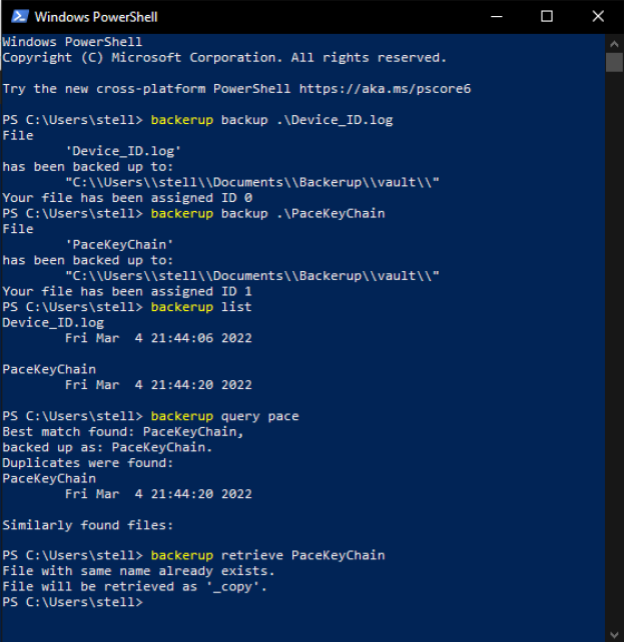 Windows PowerShell
Windows PowerShell
Copyright (C) Microsoft Corporation. All rights reserved.
Try the new cross-platform PowerShell https://aka.ms/pscore6
PS C:\Users\stell> backerup backup .\Device_ID.log
File
'Device_ID.log'
has been backed up to:
"C:\\Users\\stell\\Documents\\Backerup\\vault\\"
Your file has been assigned ID 0
PS C:\Users\stell> backerup backup .\PaceKeyChain
File
'PaceKeyChain'
has been backed up to:
"C:\\Users\\stell\\Documents\\Backerup\\vault\\"
Your file has been assigned ID 1
PS C:\Users\stell> backerup list
Device_ID.log
Fri Mar  4 21:44:06 2022
PaceKeyChain
Fri Mar  4 21:44:20 2022
PS C:\Users\stell> backerup query pace
Best match found: PaceKeyChain,
backed up as: PaceKeyChain.
Duplicates were found:
PaceKeyChain
Fri Mar  4 21:44:20 2022
Similarly found files:
PS C:\Users\stell> backerup retrieve PaceKeyChain
File with same name already exists.
File will be retrieved as '_copy'.
PS C:\Users\stell>